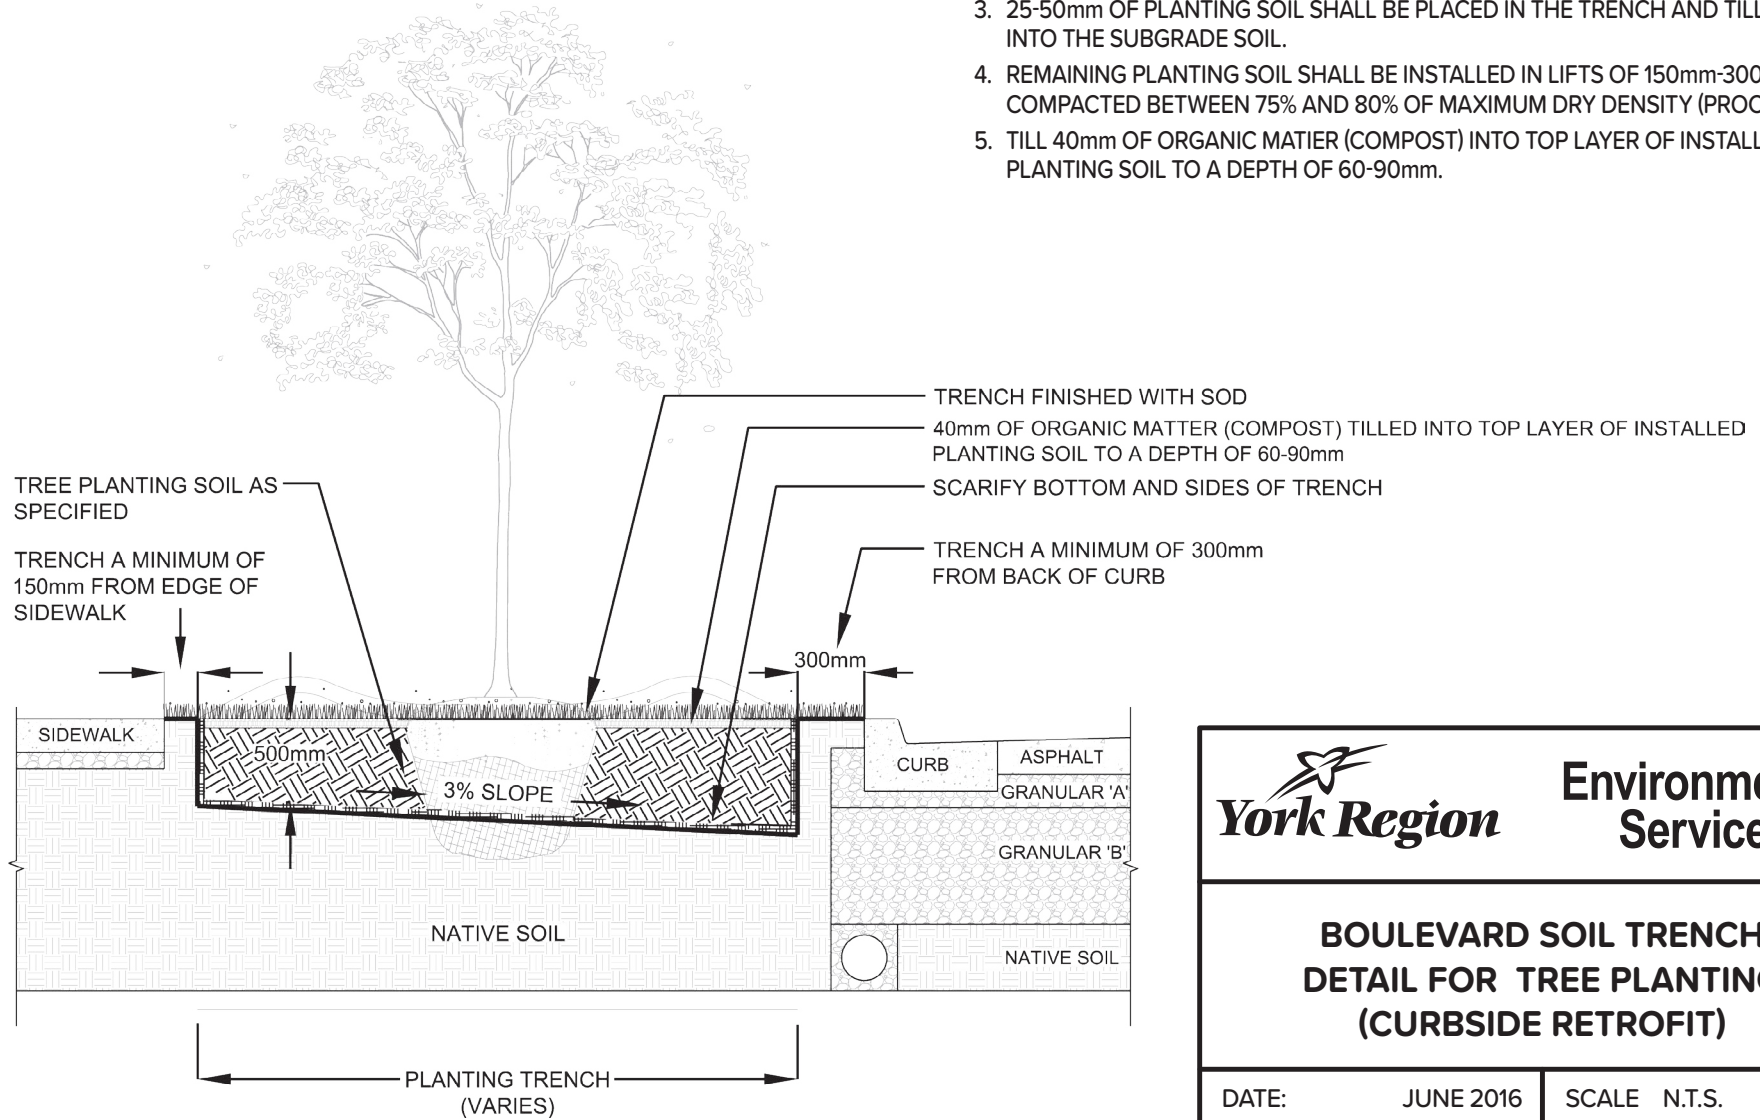 3. 25-50mm OF PLANTING SOIL SHALL BE PLACED IN THE TRENCH AND TILL
INTO THE SUBGRADE SOIL.
4. REMAINING PLANTING SOIL SHALL BE INSTALLED IN LIFTS OF 150mm-300
COMPACTED BETWEEN 75% AND 80% OF MAXIMUM DRY DENSITY (PROC
5. TILL 40mm OF ORGANIC MATIER (COMPOST) INTO TOP LAYER OF INSTALL
PLANTING SOIL TO A DEPTH OF 60-90mm.
TRENCH FINISHED WITH SOD
40mm OF ORGANIC MATTER (COMPOST) TILLED INTO TOP LAYER OF INSTALLED
PLANTING SOIL TO A DEPTH OF 60-90mm
SCARIFY BOTTOM AND SIDES OF TRENCH
TRENCH A MINIMUM OF 300mm
FROM BACK OF CURB
TREE PLANTING SOIL AS
SPECIFIED
TRENCH A MINIMUM OF
150mm FROM EDGE OF
SIDEWALK
300mm
SIDEWALK
500mm
3% SLOPE
CURB
ASPHALT
GRANULAR 'A'
GRANULAR 'B'
NATIVE SOIL
NATIVE SOIL
PLANTING TRENCH
(VARIES)
York Region
Environme
Service
BOULEVARD SOIL TRENCH
DETAIL FOR TREE PLANTING
(CURBSIDE RETROFIT)
DATE: JUNE 2016 SCALE N.T.S.